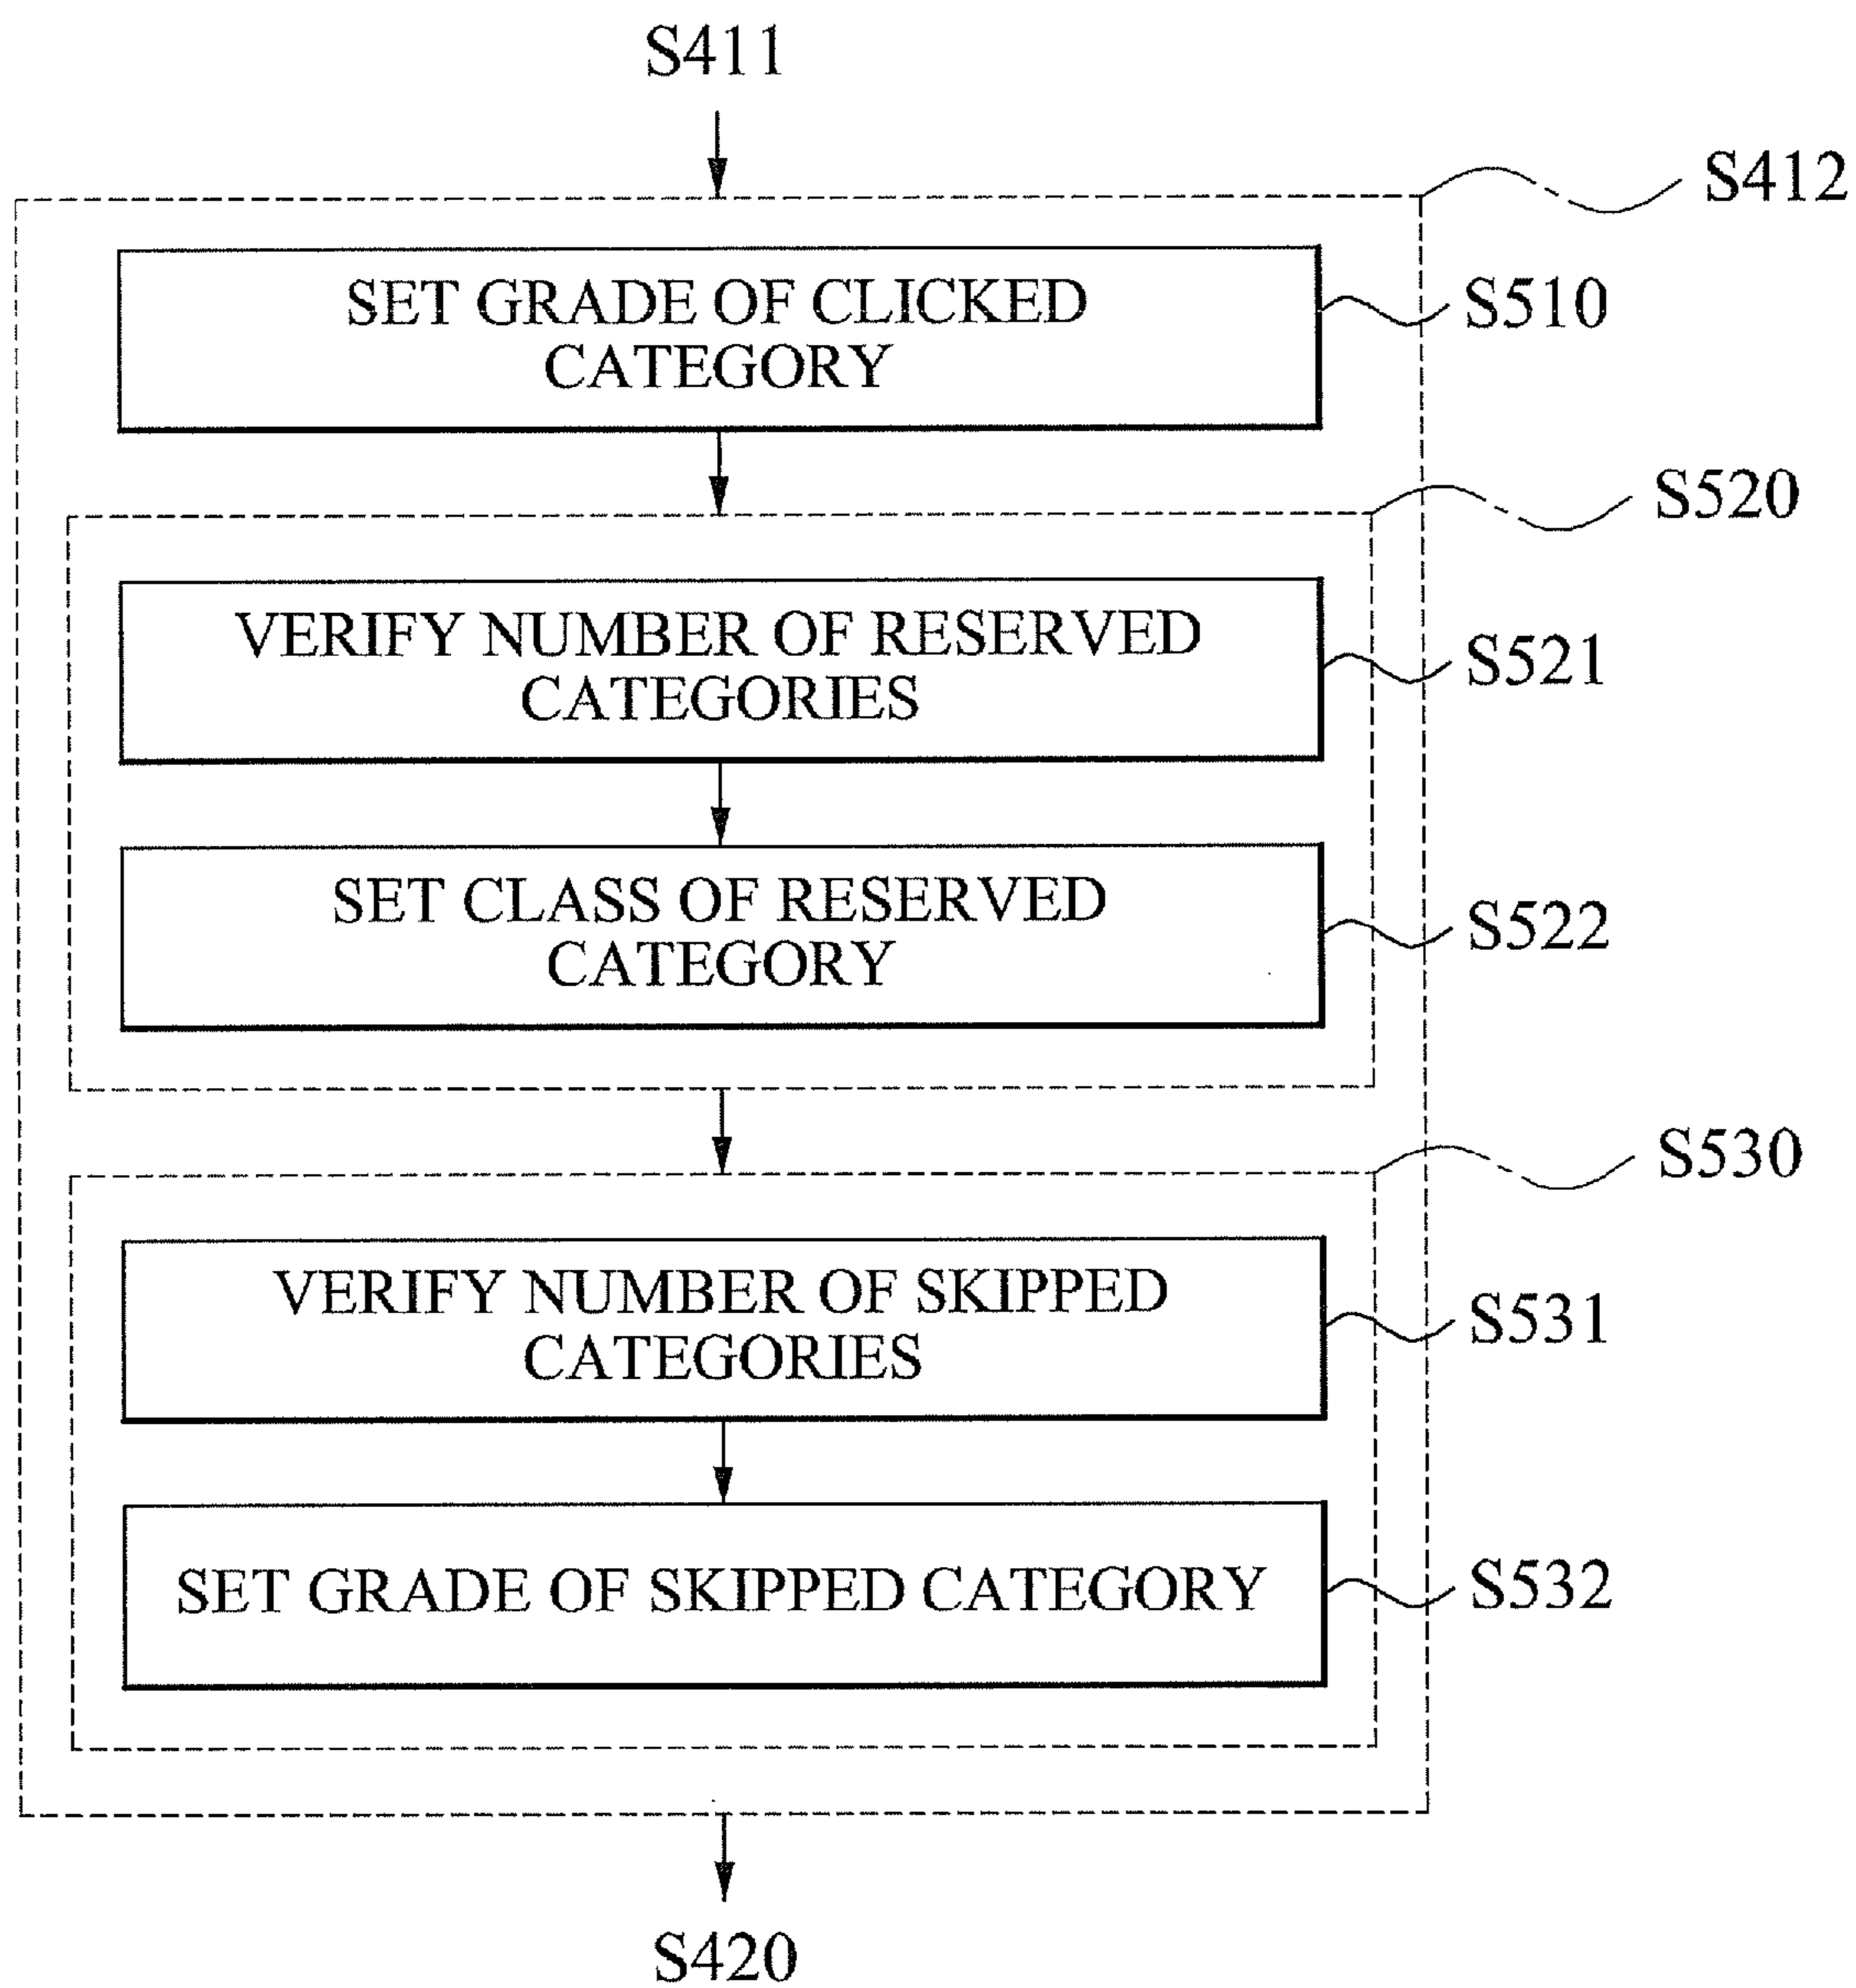 S411
S412
SET GRADE OF CLICKED
CATEGORY
S510
S520
VERIFY NUMBER OF RESERVED
CATEGORIES
S521
SET CLASS OF RESERVED
CATEGORY
S522
S530
VERIFY NUMBER OF SKIPPED
CATEGORIES
S531
SET GRADE OF SKIPPED CATEGORY
S532
S420